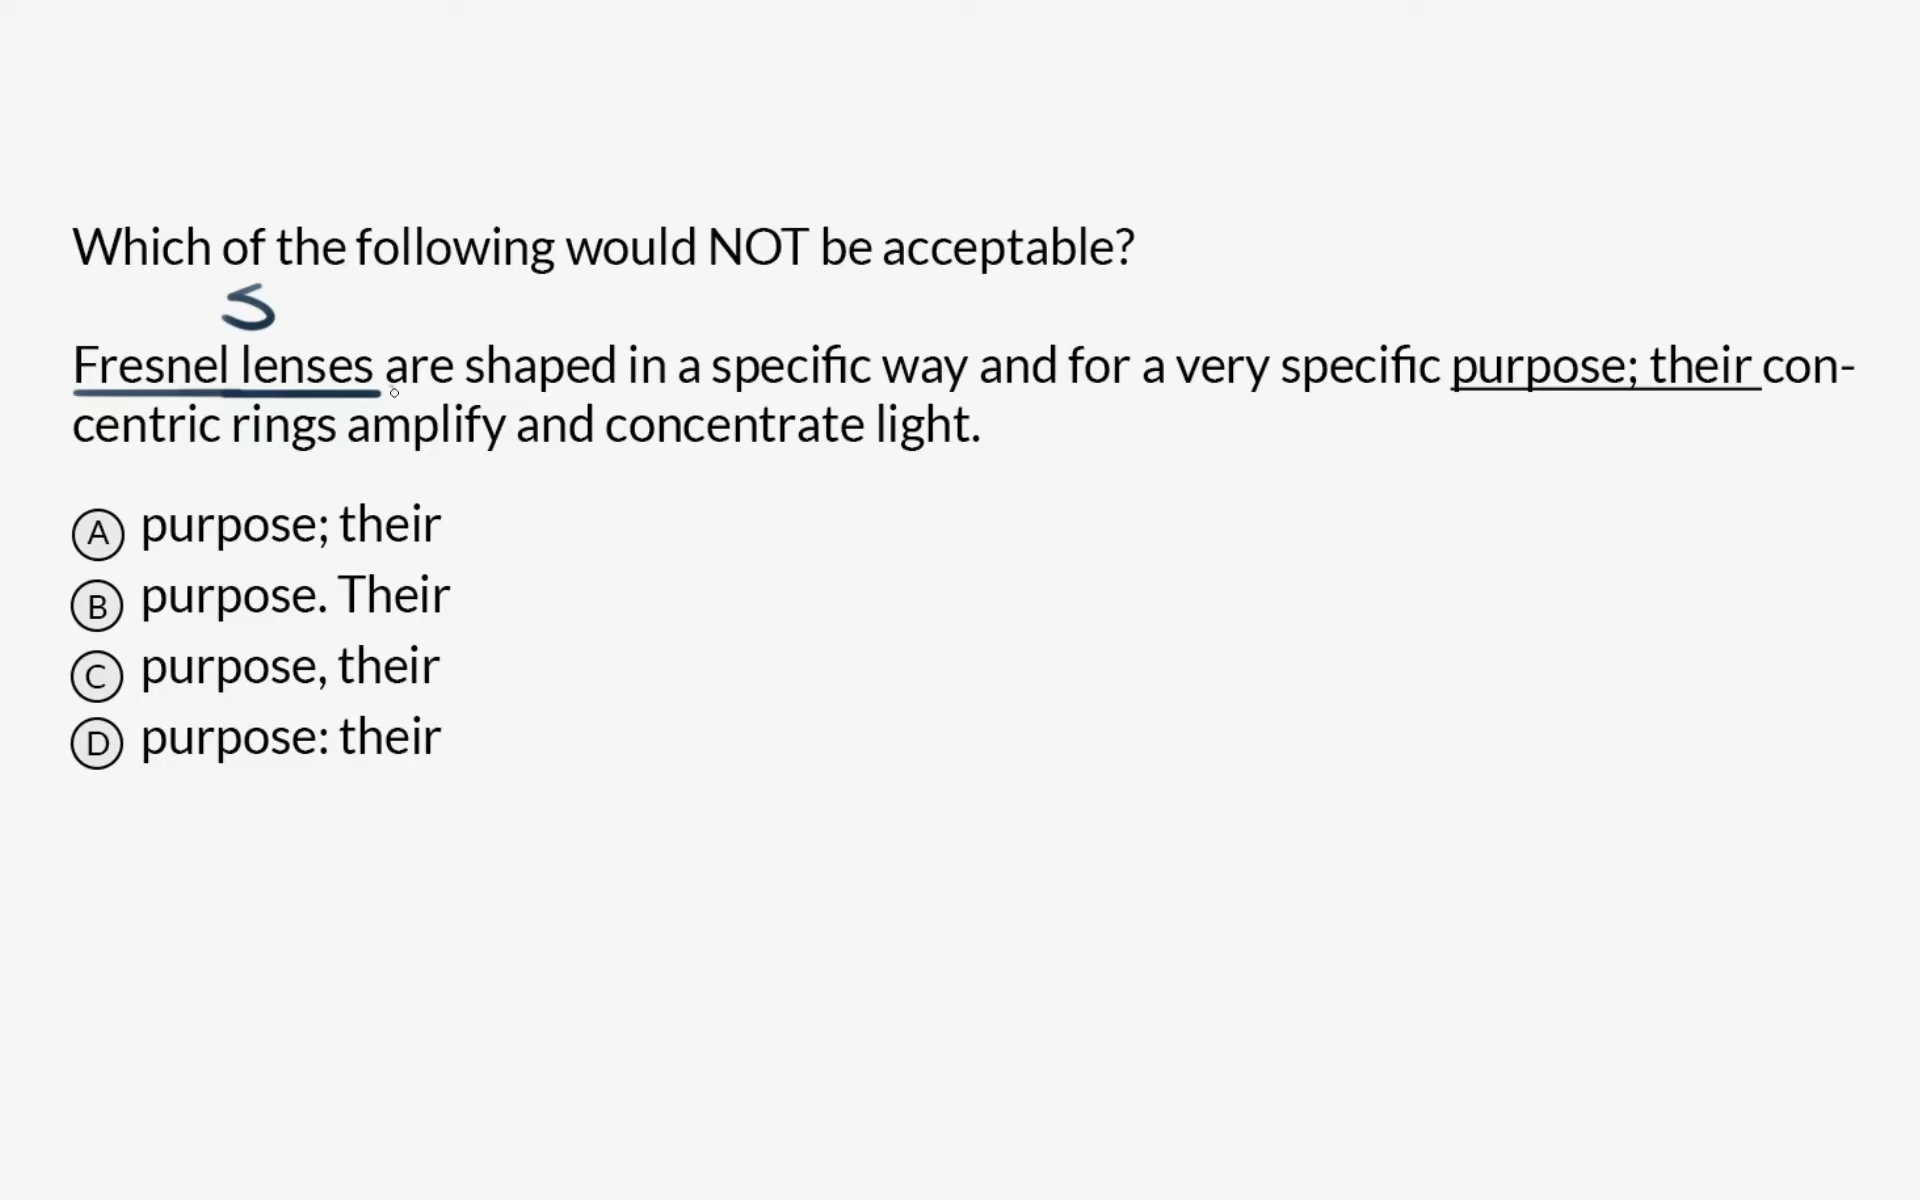 Which of the following would NOT be acceptable?
S
Fresnel lenses are shaped in a specific way and for a very specific purpose; their con-
centric rings amplify and concentrate light.
A purpose; their
B purpose. Their
C purpose, their
D purpose: their